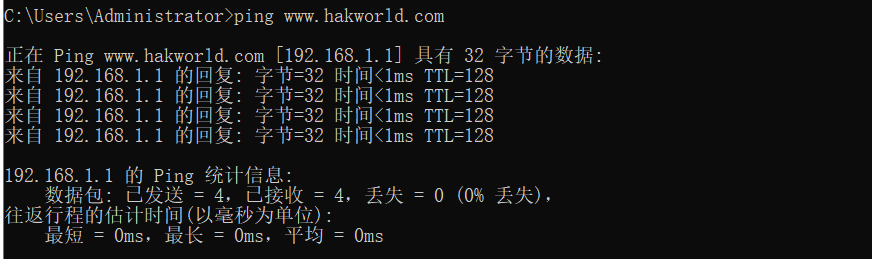 C:\Users\Administrator>ping www.hakworld.com
正在 Ping www.hakworld.com [192.168.1.1] 具有 32 字节的数据:
来自 192.168.1.1 的回复: 字节=32 时间<1ms TTL=128
来自 192.168.1.1 的回复: 字节=32 时间<1ms TTL=128
来自 192.168.1.1 的回复: 字节=32 时间<1ms TTL=128
来自 192.168.1.1 的回复: 字节=32 时间<1ms TTL=128
192.168.1.1 的 Ping 统计信息:
数据包: 已发送 = 4，已接收 = 4，丢失 = 0 (0% 丢失)，
往返行程的估计时间(以毫秒为单位):
最短 = 0ms，最长 = 0ms，平均 = 0ms